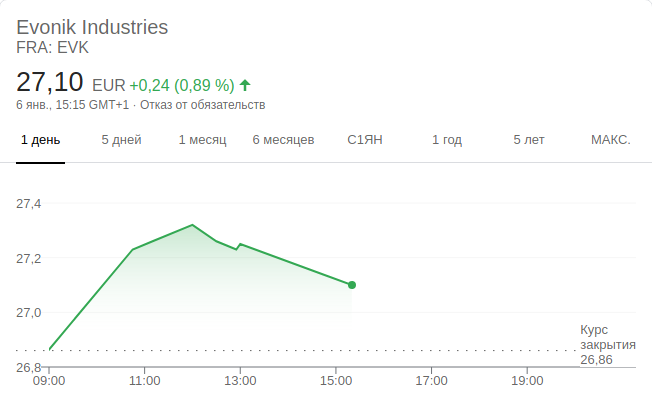 Evonik Industries
FRA: EVK
27,10 EUR +0,24 (0,89 %)
6 янв., 15:15 GMT+1 · Отказ от обязательств
1 день 5 дней 1 месяц 6 месяцев С1ЯН 1 год 5 лет МАКС.
27,4
27,2
27,0
Курс
закрытия
26,86
26,8
09:00 11:00 13:00 15:00 17:00 19:00